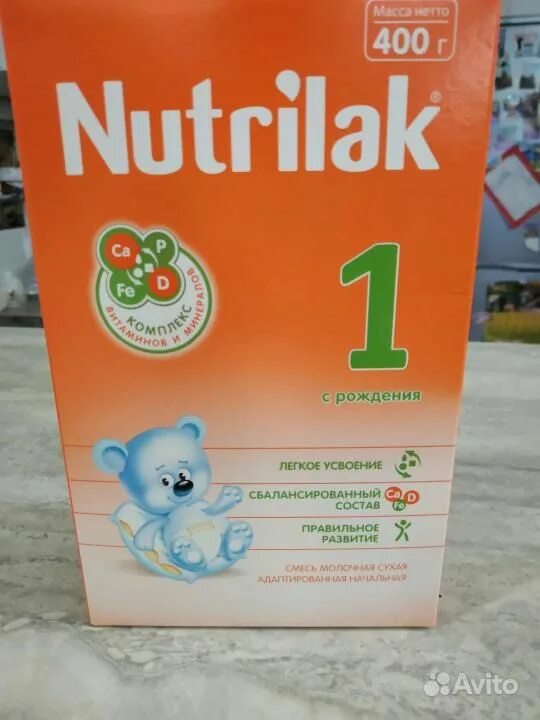 Масса нетто
400 г
Nutrilak®
Ca P
Fe D
КОМПЛЕКС
ВИТАМИНОВ И МИНЕРАЛОВ
1
с рождения
ЛЕГКОЕ УСВОЕНИЕ
СБАЛАНСИРОВАННЫЙ
СОСТАВ
Ca D
Fe
ПРАВИЛЬНОЕ
РАЗВИТИЕ
СМЕСЬ МОЛОЧНАЯ СУХАЯ
АДАПТИРОВАННАЯ НАЧАЛЬНАЯ
Avito